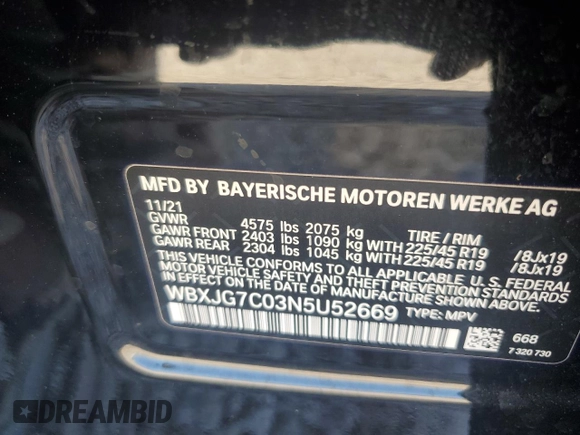 MFD BY BAYERISCHE MOTOREN WERKE AG
11/21
GVWR 4575 lbs 2075 kg TIRE / RIM
GAWR FRONT 2403 lbs 1090 kg WITH 225/45 R19 /8Jx19
GAWR REAR 2304 lbs 1045 kg WITH 225/45 R19 /8Jx19
THIS VEHICLE CONFORMS TO ALL APPLICABLE U. S. FEDERAL
MOTOR VEHICLE SAFETY AND THEFT PREVENTION STANDARDS
IN EFFECT ON THE DATE OF MANUFACTURE SHOWN ABOVE.
WBXJG7C03N5U52669 TYPE: MPV
668
7 320 730
DREAMBID